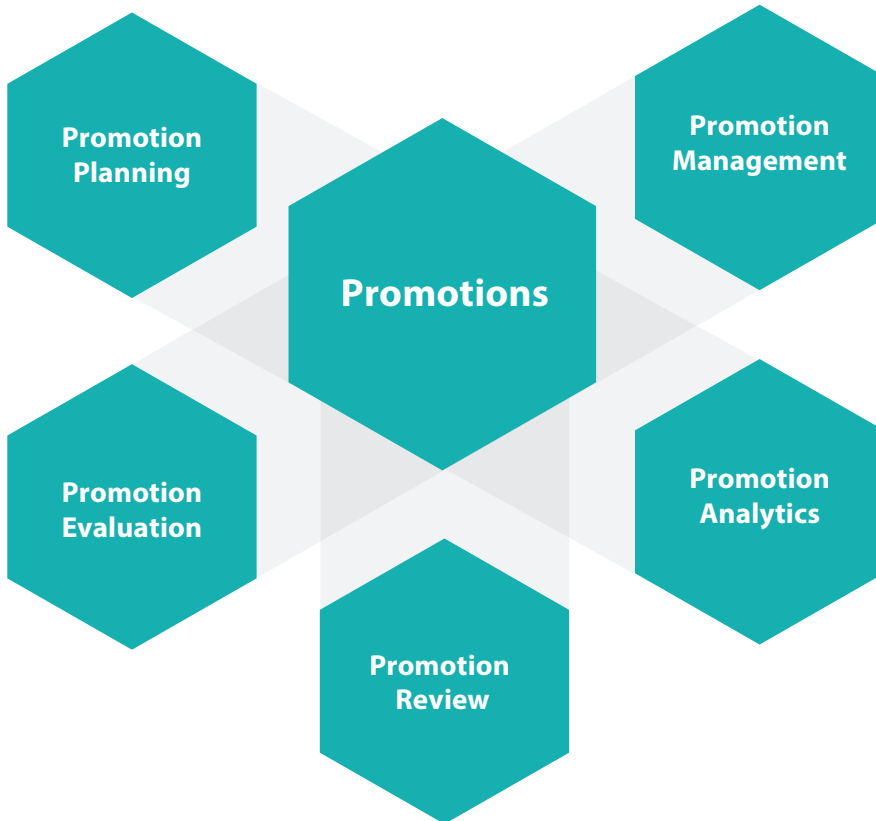 Promotion
Planning
Promotion
Management
Promotions
Promotion
Evaluation
Promotion
Analytics
Promotion
Review